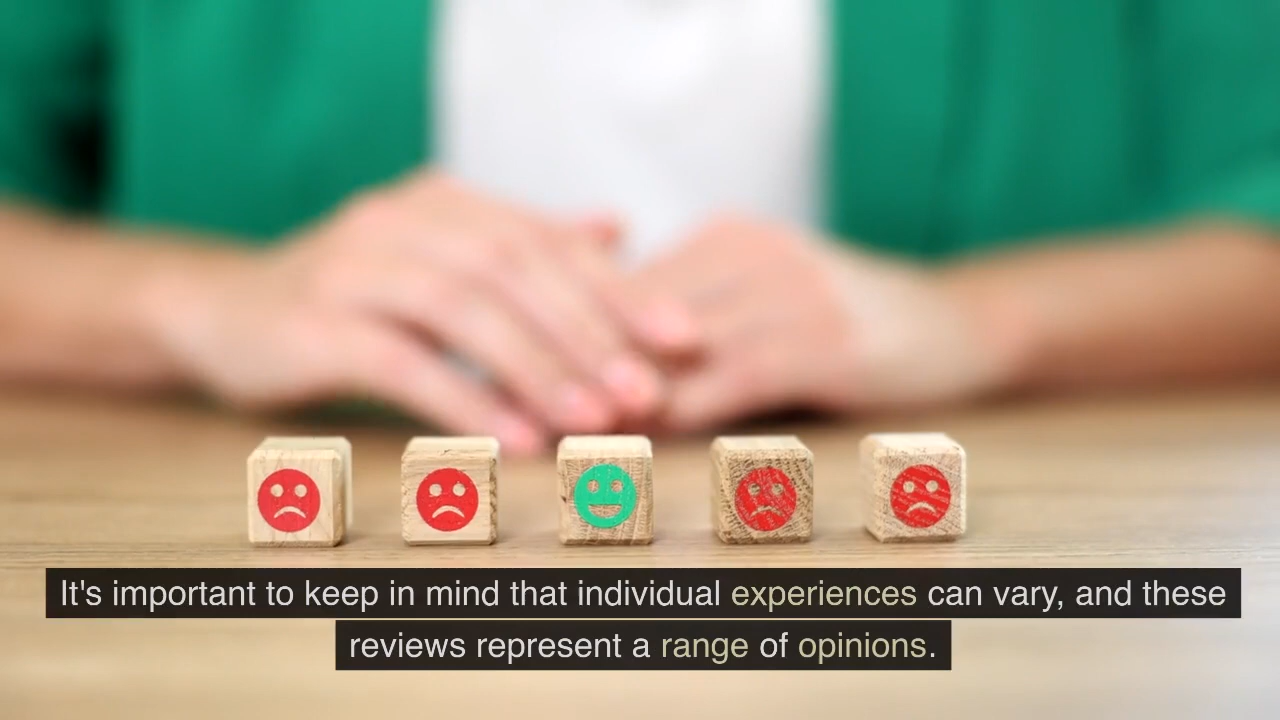 It's important to keep in mind that individual experiences can vary, and these
reviews represent a range of opinions.